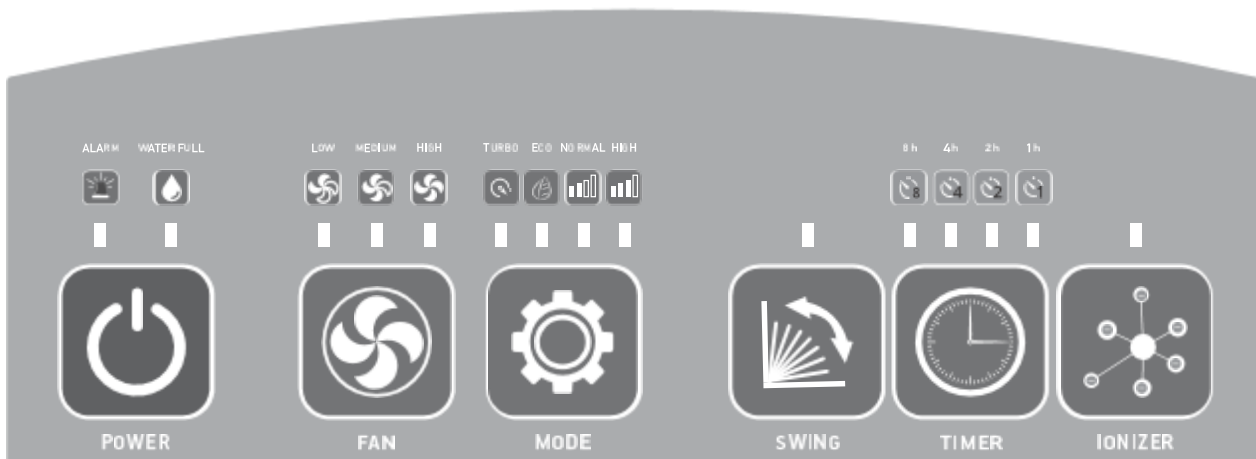 ALARM WATER FULL LOW MEDIUM HIGH TURBO ECO NORMAL HIGH 8h 4h 2h 1h
8 4 2 1
POWER FAN MODE SWING TIMER IONIZER